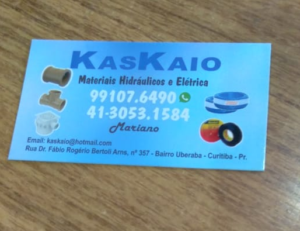 KASKAIO
Materiais Hidráulicos e Elétrica
99107.6490
41-3053.1584
Mariano
Email: kaskaio@hotmail.com
Rua Dr. Fábio Rogério Bertoli Arns, nº 357 - Bairro Uberaba - Curitiba - Pr.